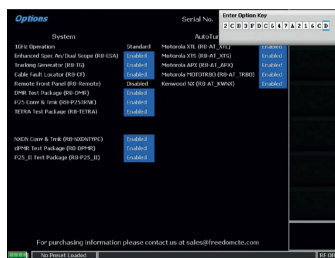 Options
Serial No.
Enter Option Key
2 C D 3 F D C 6 4 7 A 2 1 6 C D
System
AutoTun
1GHz Operation Standard
Enhanced Spec An/Dual Scope (R8-ESA) Enabled
Tracking Generator (R8-TG) Enabled
Cable Fault Locator (R8-CF) Enabled
Remote Front Panel (R8-Remote) Disabled
DMR Test Package (R8-DMR) Enabled
P25 Conv & Trnk (R8-P25TRNK) Enabled
TETRA Test Package (R8-TETRA) Enabled
NXDN Conv & Trnk (R8-NXDNTYPC) Enabled
dPMR Test Package (R8-DPMR) Enabled
P25_II Test Package (R8-P25_II) Enabled
Motorola XTL (R8-AT_XTL) Enabled
Motorola XTS (R8-AT_XTS) Enabled
Motorola APX (R8-AT_APX) Enabled
Motorola MOTOTRBO (R8-AT_TRBO) Enabled
Kenwood NX (R8-AT_KWNX) Enabled
For purchasing information please contact us at sales@freedomcte.com
No Preset Loaded